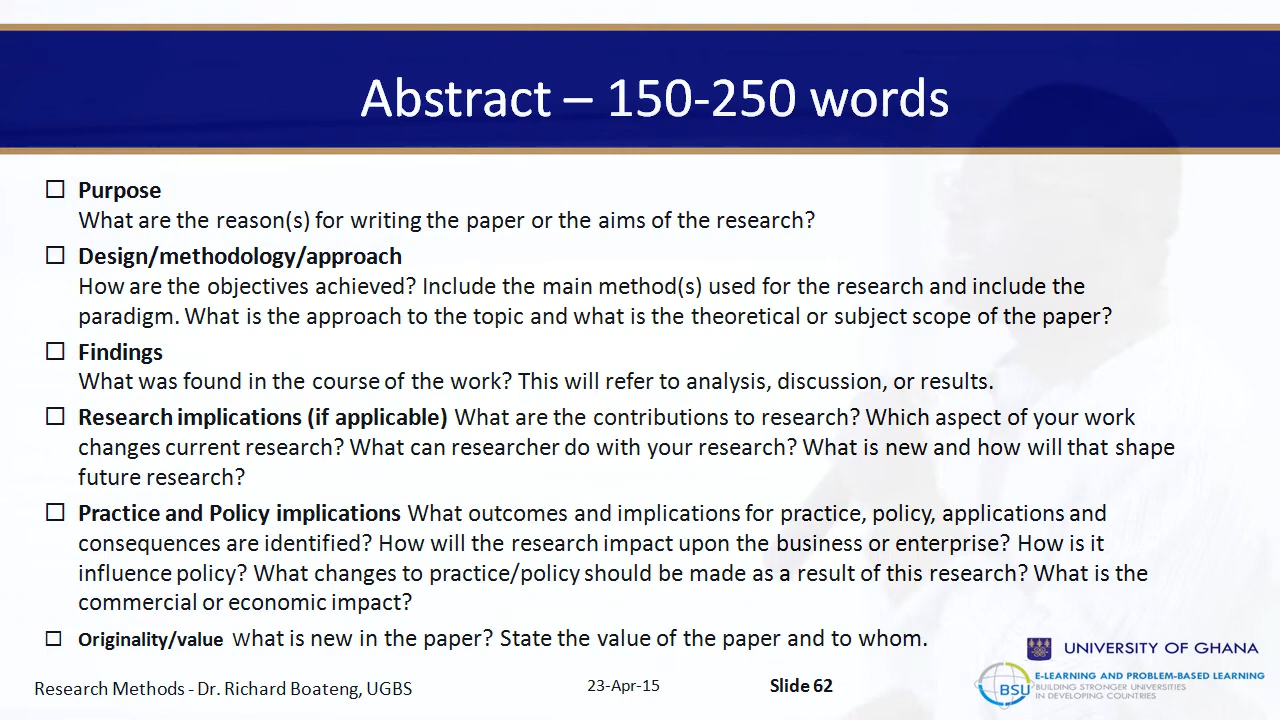 Abstract – 150-250 words
☐ Purpose
What are the reason(s) for writing the paper or the aims of the research?
☐ Design/methodology/approach
How are the objectives achieved? Include the main method(s) used for the research and include the
paradigm. What is the approach to the topic and what is the theoretical or subject scope of the paper?
☐ Findings
What was found in the course of the work? This will refer to analysis, discussion, or results.
☐ Research implications (if applicable) What are the contributions to research? Which aspect of your work
changes current research? What can researcher do with your research? What is new and how will that shape
future research?
☐ Practice and Policy implications What outcomes and implications for practice, policy, applications and
consequences are identified? How will the research impact upon the business or enterprise? How is it
influence policy? What changes to practice/policy should be made as a result of this research? What is the
commercial or economic impact?
☐ Originality/value What is new in the paper? State the value of the paper and to whom.
UNIVERSITY OF GHANA
Research Methods - Dr. Richard Boateng, UGBS
23-Apr-15
Slide 62
BSU
E-LEARNING AND PROBLEM-BASED LEARNING
BUILDING STRONGER UNIVERSITIES
IN DEVELOPING COUNTRIES